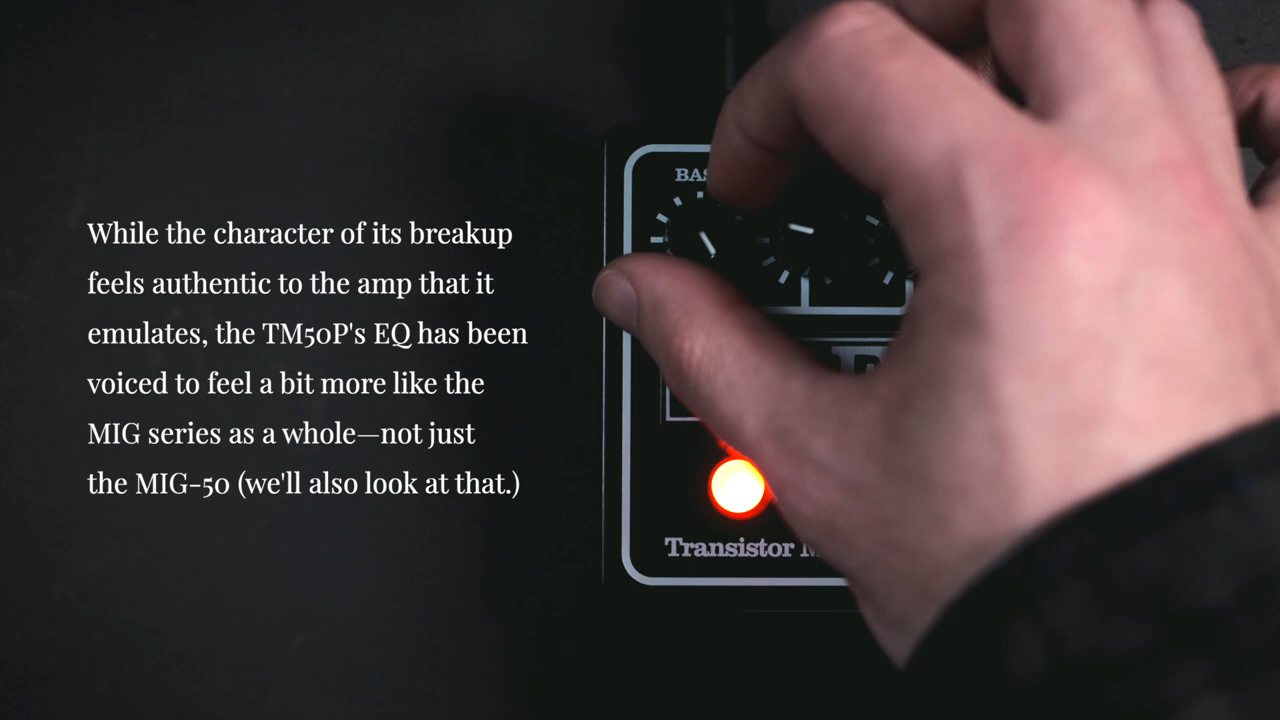 While the character of its breakup
feels authentic to the amp that it
emulates, the TM50P's EQ has been
voiced to feel a bit more like the
MIG series as a whole—not just
the MIG-50 (we'll also look at that.)
Transistor